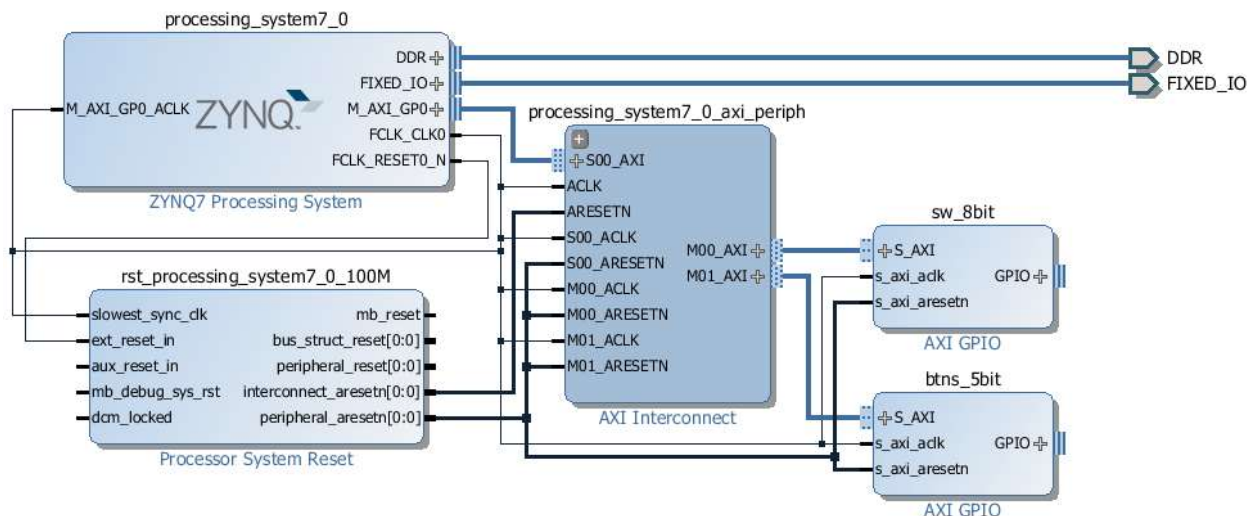 processing_system7_0
DDR
FIXED_IO
M_AXI_GP0_ACLK
ZYNQ
M_AXI_GP0
FCLK_CLK0
FCLK_RESET0_N
ZYNQ7 Processing System
DDR
FIXED_IO
processing_system7_0_axi_periph
S00_AXI
ACLK
ARESETN
S00_ACLK
S00_ARESETN
M00_ACLK
M00_ARESETN
M01_ACLK
M01_ARESETN
M00_AXI
M01_AXI
AXI Interconnect
rst_processing_system7_0_100M
slowest_sync_clk
ext_reset_in
aux_reset_in
mb_debug_sys_rst
dcm_locked
mb_reset
bus_struct_reset[0:0]
peripheral_reset[0:0]
interconnect_aresetn[0:0]
peripheral_aresetn[0:0]
Processor System Reset
sw_8bit
S_AXI
s_axi_aclk
s_axi_aresetn
GPIO
AXI GPIO
btns_5bit
S_AXI
s_axi_aclk
s_axi_aresetn
GPIO
AXI GPIO